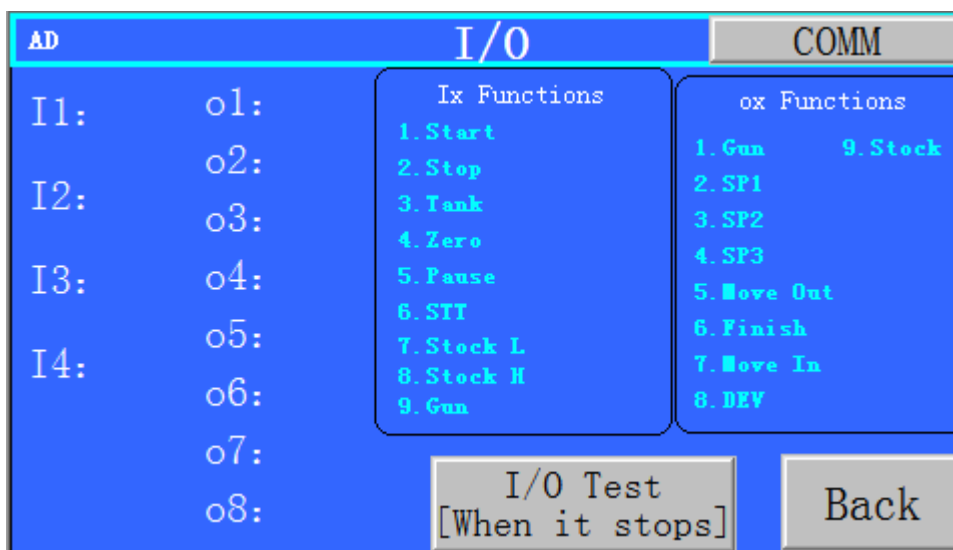 AD
I/O
COMM
I1:
I2:
I3:
I4:
o1:
o2:
o3:
o4:
o5:
o6:
o7:
o8:
Ix Functions
1.Start
2.Stop
3.Tank
4.Zero
5.Pause
6.STT
7.Stock L
8.Stock H
9.Gun
ox Functions
1.Gun
2.SP1
3.SP2
4.SP3
5.Move Out
6.Finish
7.Move In
8.DEV
9.Stock
I/O Test
[When it stops]
Back